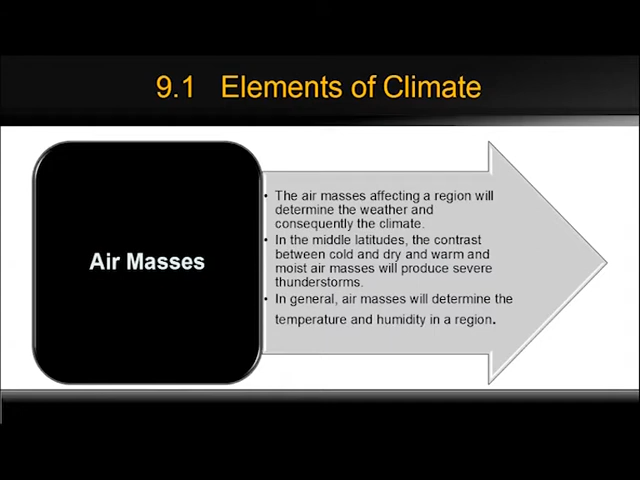 9.1 Elements of Climate
Air Masses
• The air masses affecting a region will
determine the weather and
consequently the climate.
• In the middle latitudes, the contrast
between cold and dry and warm and
moist air masses will produce severe
thunderstorms.
• In general, air masses will determine the
temperature and humidity in a region.